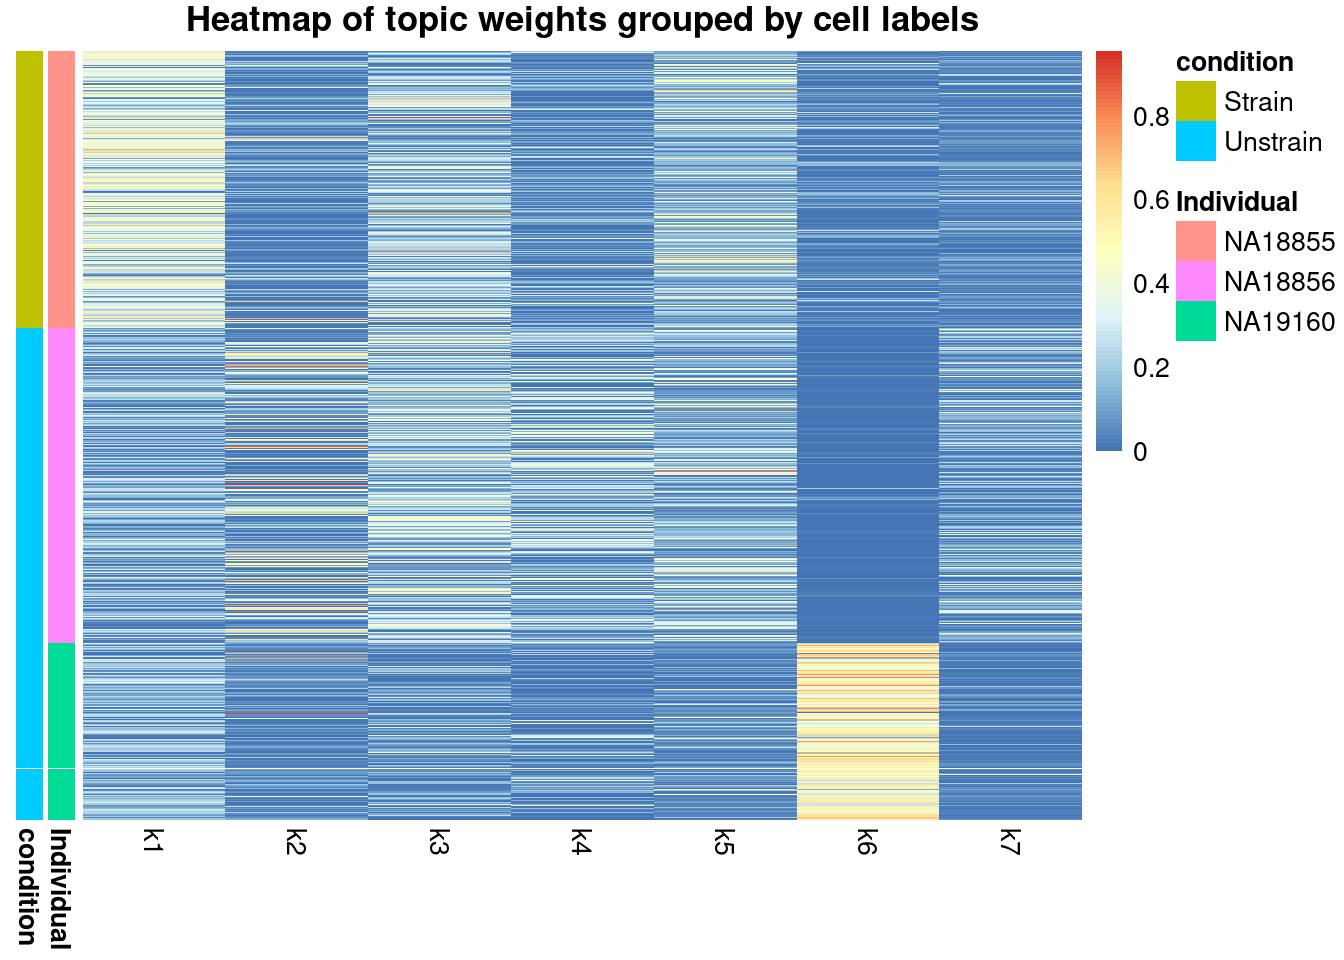 Heatmap of topic weights grouped by cell labels
condition
Strain
Unstrain
Individual
NA18855
NA18856
NA19160
0.8
0.6
0.4
0.2
0
k1
k2
k3
k4
k5
k6
k7
condition
Individual